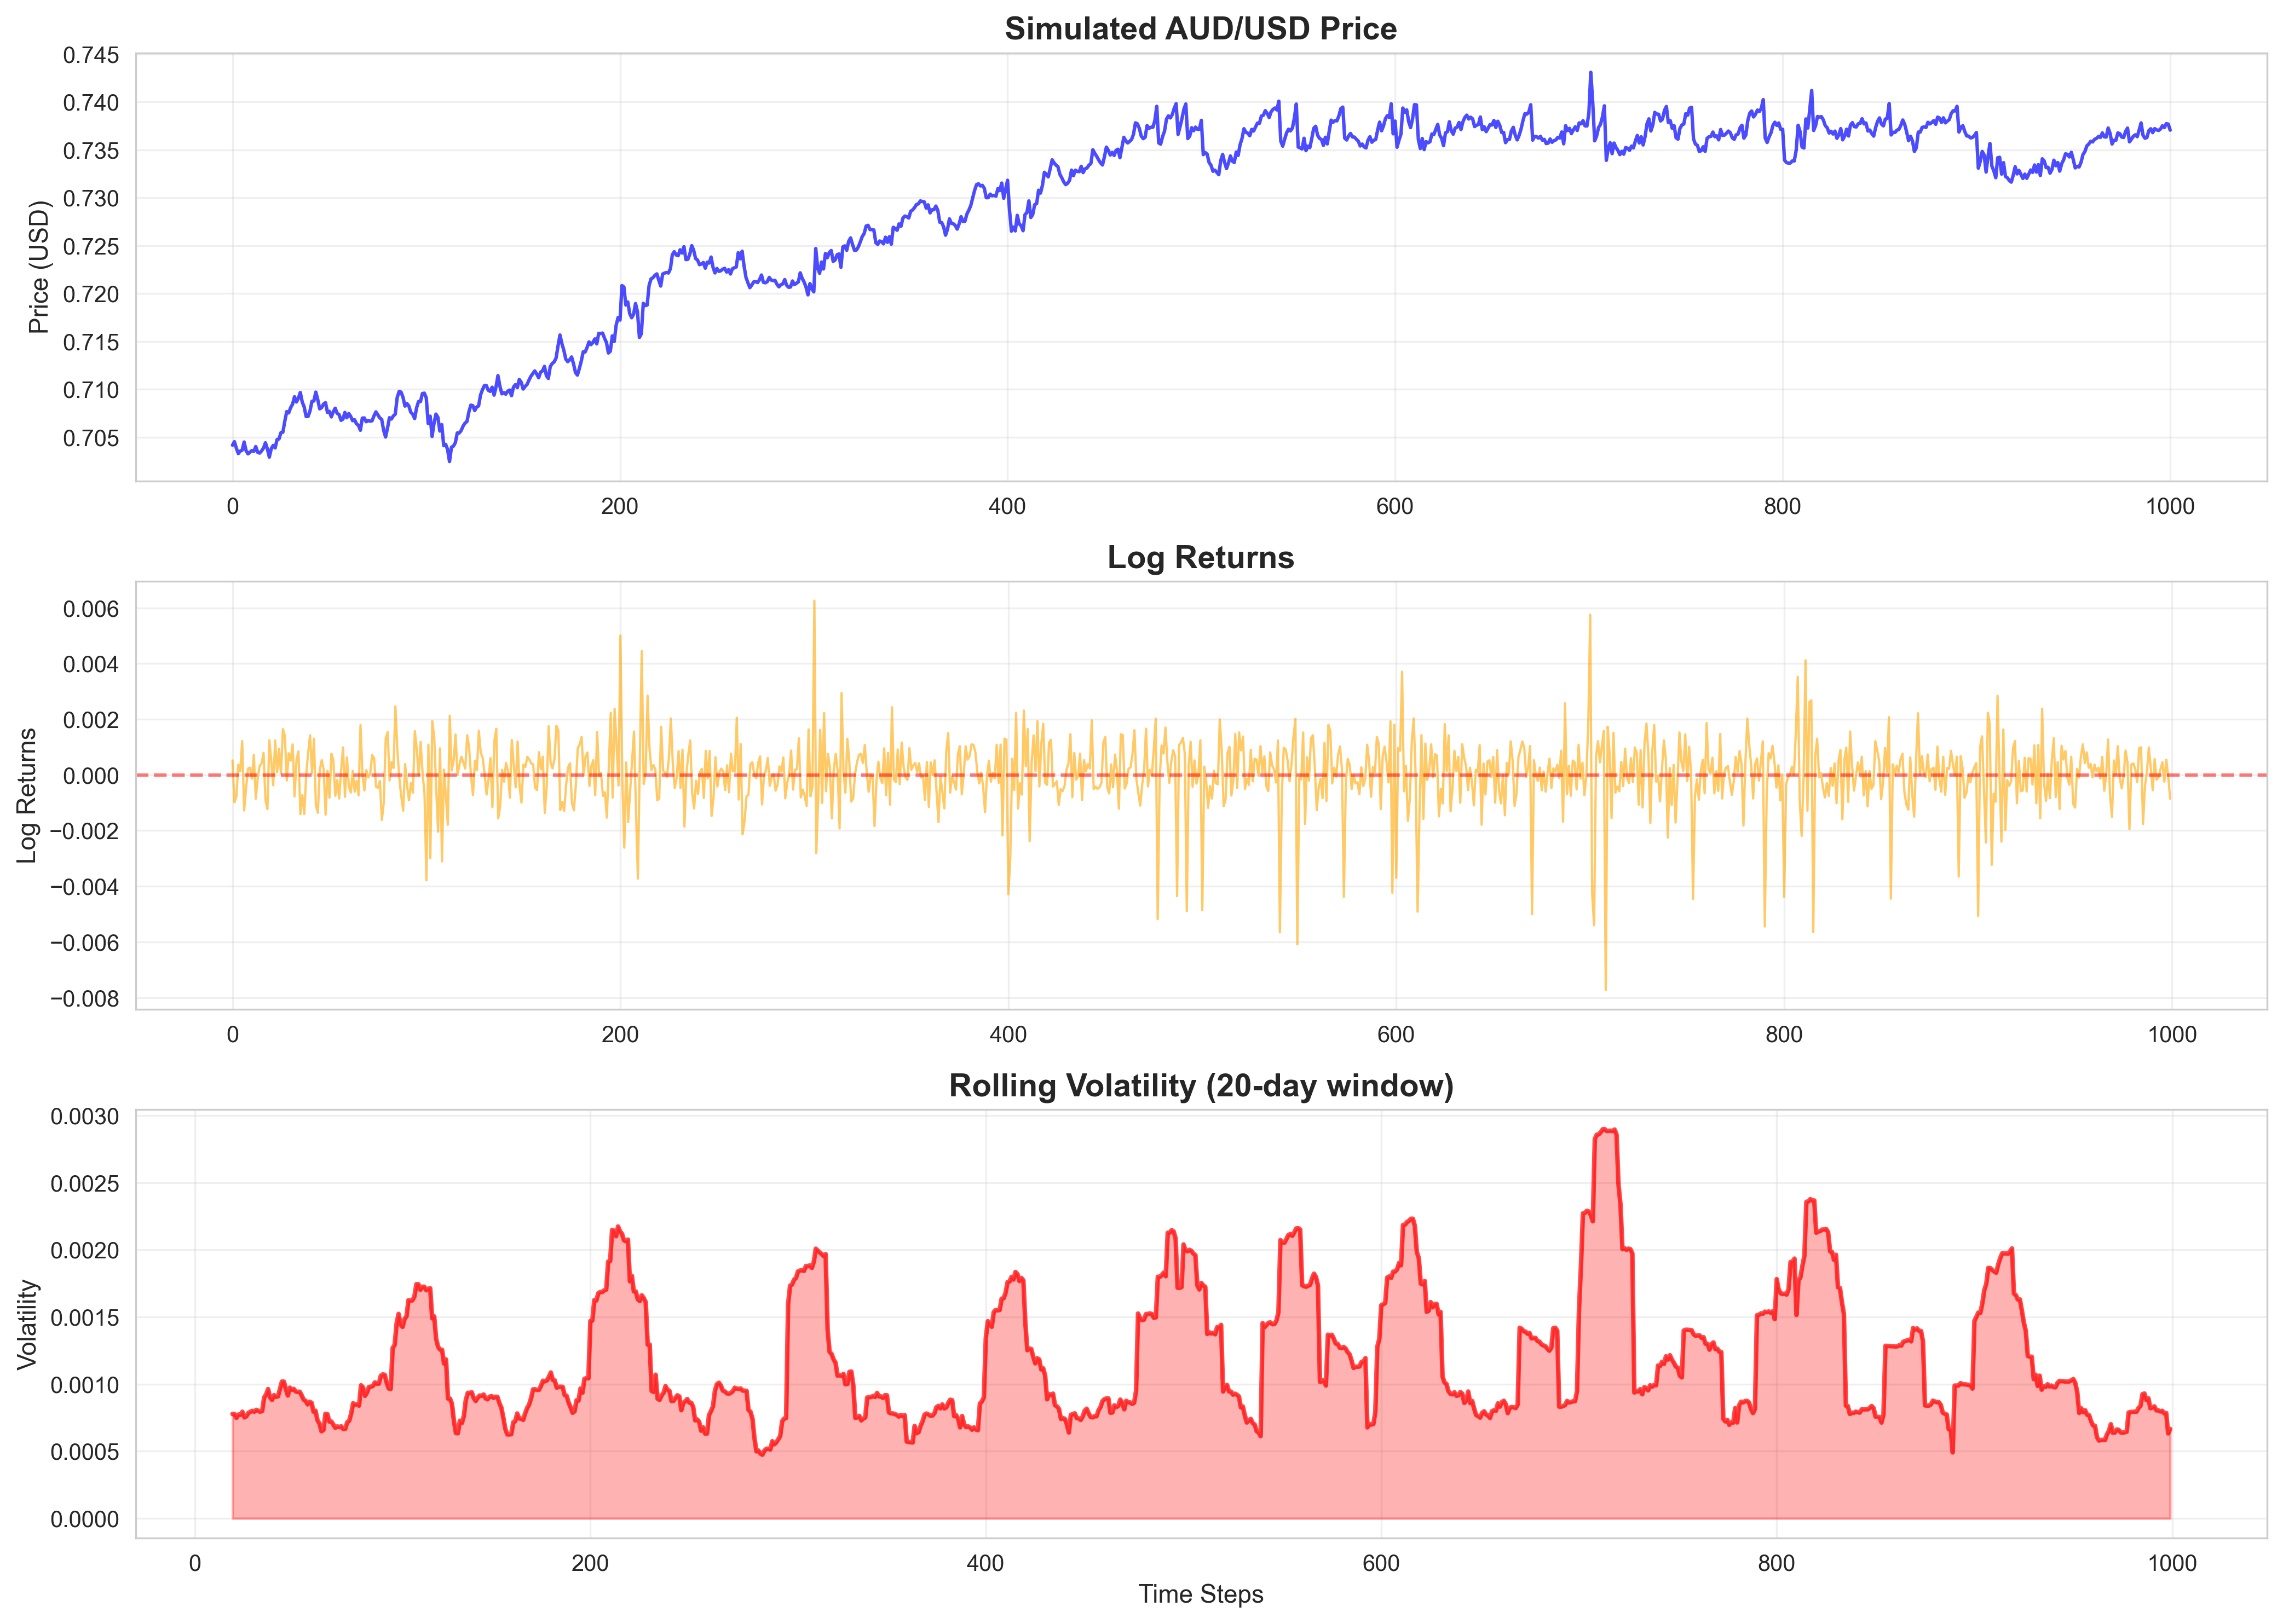 Simulated AUD/USD Price
0.745
0.740
0.735
0.730
0.725
0.720
0.715
0.710
0.705
Price (USD)
0 200 400 600 800 1000
Log Returns
0.006
0.004
0.002
0.000
−0.002
−0.004
−0.006
−0.008
Log Returns
0 200 400 600 800 1000
Rolling Volatility (20-day window)
0.0030
0.0025
0.0020
0.0015
0.0010
0.0005
0.0000
Volatility
0 200 400 600 800 1000
Time Steps